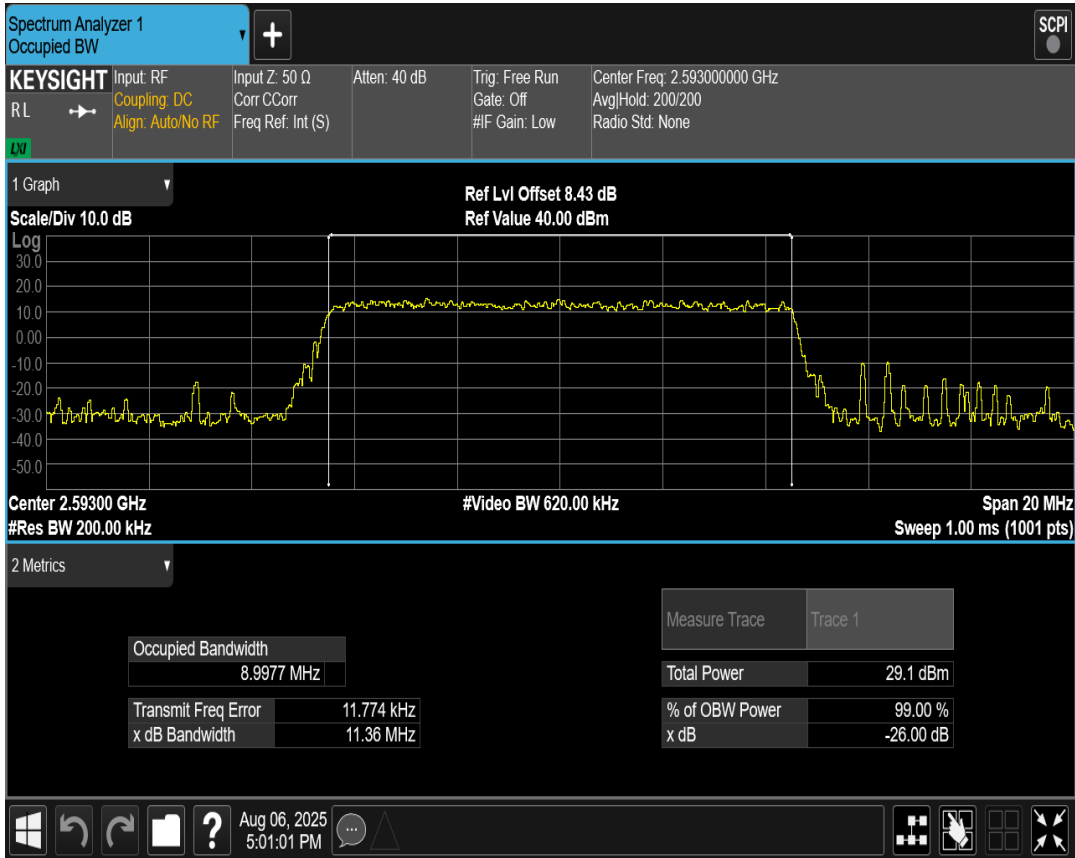 Spectrum Analyzer 1
Occupied BW
+
SCPI
KEYSIGHT
R L
LXI
Input: RF
Coupling: DC
Align: Auto/No RF
Input Z: 50 Ω
Corr CCorr
Freq Ref: Int (S)
Atten: 40 dB
Trig: Free Run
Gate: Off
#IF Gain: Low
Center Freq: 2.593000000 GHz
Avg|Hold: 200/200
Radio Std: None
1 Graph
Scale/Div 10.0 dB
Ref Lvl Offset 8.43 dB
Ref Value 40.00 dBm
Log
30.0
20.0
10.0
0.00
-10.0
-20.0
-30.0
-40.0
-50.0
Center 2.59300 GHz
#Video BW 620.00 kHz
Span 20 MHz
#Res BW 200.00 kHz
Sweep 1.00 ms (1001 pts)
2 Metrics
Measure Trace Trace 1
Occupied Bandwidth
8.9977 MHz
Total Power 29.1 dBm
Transmit Freq Error 11.774 kHz
% of OBW Power 99.00 %
x dB Bandwidth 11.36 MHz
x dB -26.00 dB
?
Aug 06, 2025
5:01:01 PM